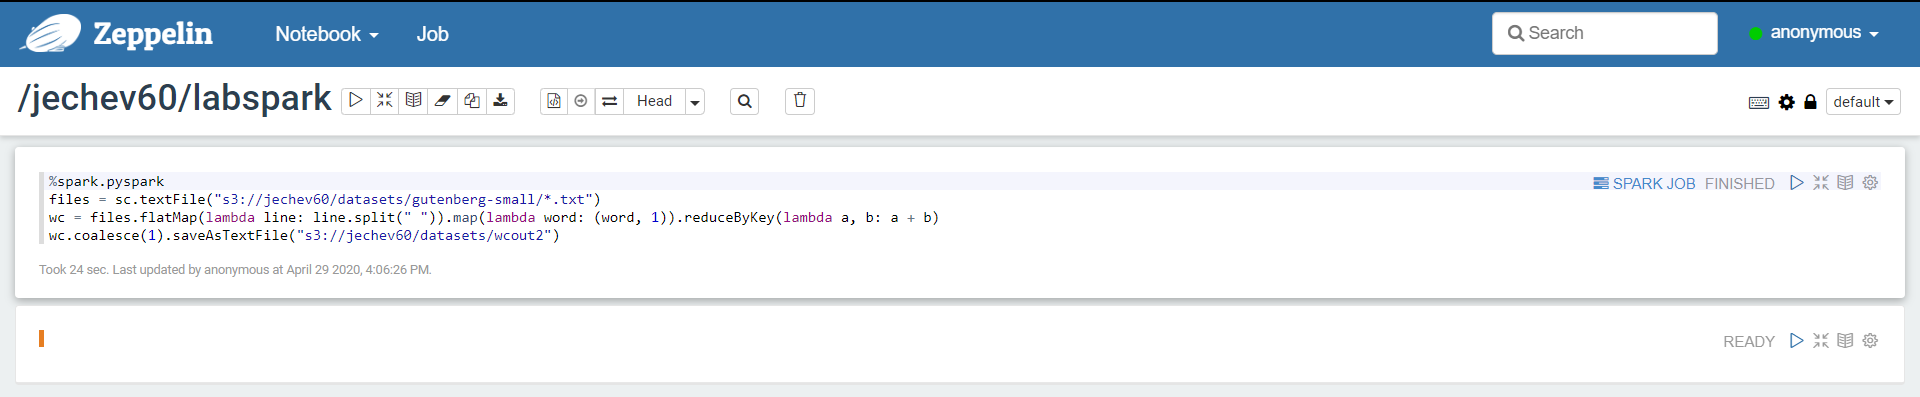 Zeppelin Notebook Job Search anonymous
/jechev60/labspark Head default
%spark.pyspark SPARK JOB FINISHED
files = sc.textFile("s3://jechev60/datasets/gutenberg-small/*.txt")
wc = files.flatMap(lambda line: line.split(" ")).map(lambda word: (word, 1)).reduceByKey(lambda a, b: a + b)
wc.coalesce(1).saveAsTextFile("s3://jechev60/datasets/wcout2")
Took 24 sec. Last updated by anonymous at April 29 2020, 4:06:26 PM.
READY